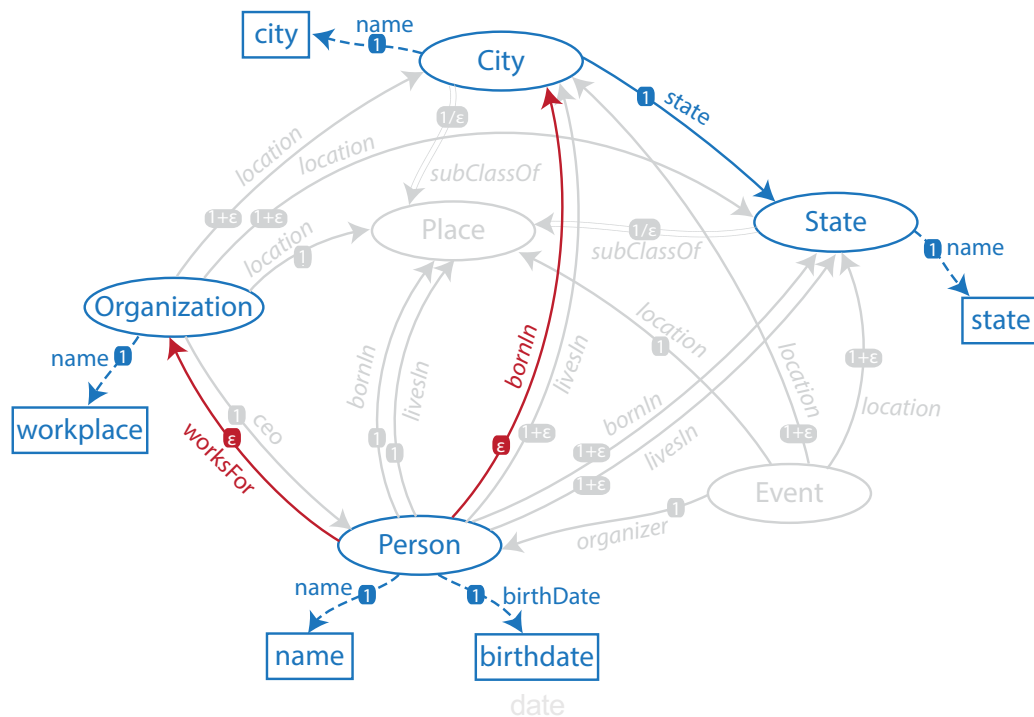 name
city
1
City
1
state
1/ε
location
location
subClassOf
1+ε
1+ε
Place
State
1/ε
subClassOf
location
1
1
name
Organization
state
name
1
workplace
bornIn
livesIn
bornIn
livesIn
location
1
location
1+ε
location
1
ceo
ε
worksFor
1
1
ε
1+ε
bornIn
livesIn
1+ε
1+ε
1+ε
Event
1
organizer
Person
name
1
1
birthDate
name
birthdate
date